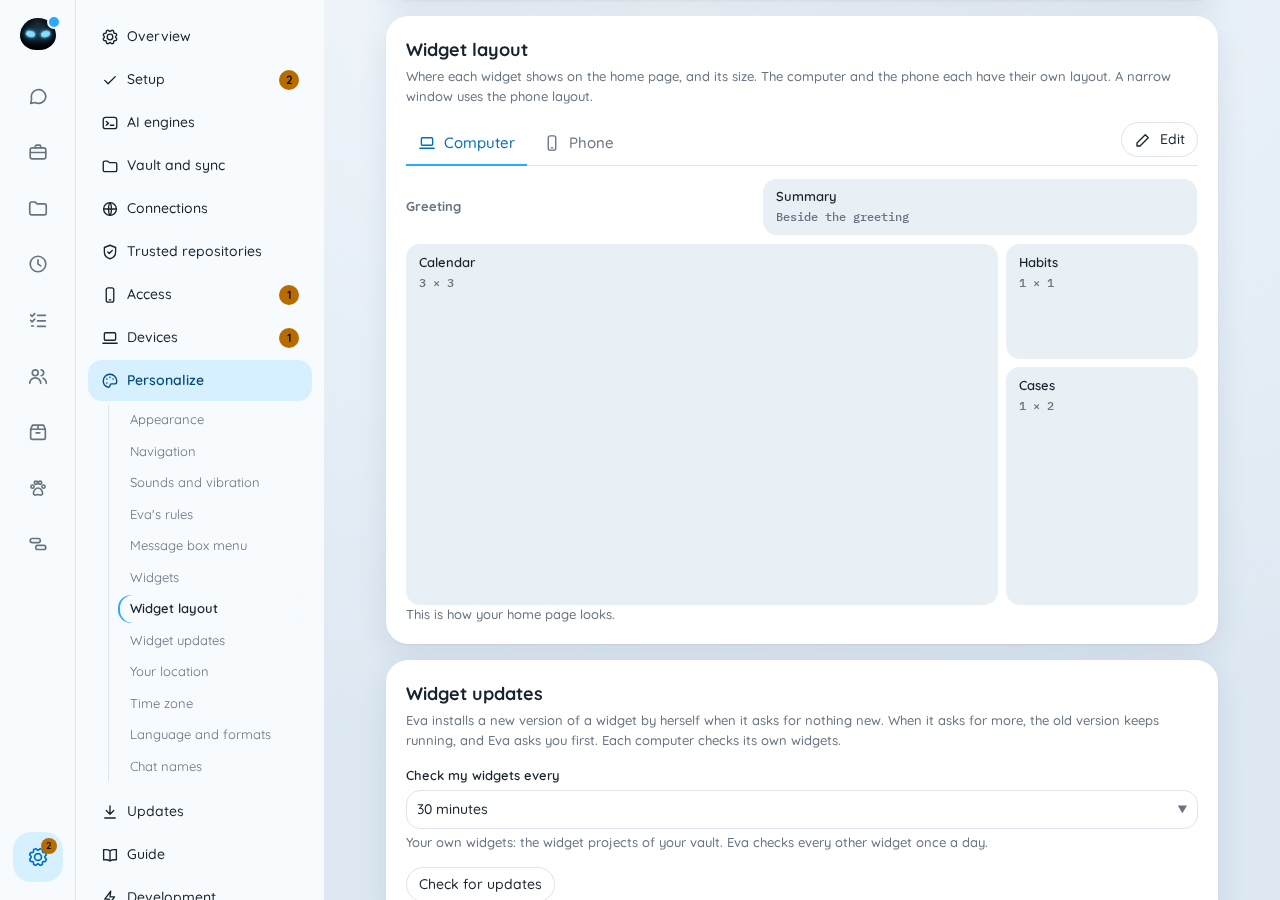 Overview
Setup
2
AI engines
Vault and sync
Connections
Trusted repositories
Access
1
Devices
1
Personalize
Appearance
Navigation
Sounds and vibration
Eva's rules
Message box menu
Widgets
Widget layout
Widget updates
Your location
Time zone
Language and formats
Chat names
Updates
Guide
Development
2
Widget layout
Where each widget shows on the home page, and its size. The computer and the phone each have their own layout. A narrow
window uses the phone layout.
Computer
Phone
Edit
Greeting
Summary
Beside the greeting
Calendar
3 × 3
Habits
1 × 1
Cases
1 × 2
This is how your home page looks.
Widget updates
Eva installs a new version of a widget by herself when it asks for nothing new. When it asks for more, the old version keeps
running, and Eva asks you first. Each computer checks its own widgets.
Check my widgets every
30 minutes
Your own widgets: the widget projects of your vault. Eva checks every other widget once a day.
Check for updates